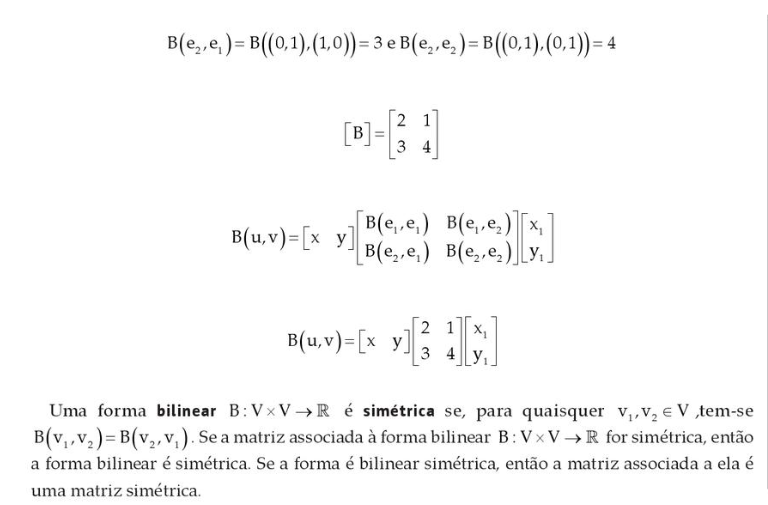 B(e₂,e₁)= B((0,1),(1,0))= 3 e B(e₂,e₂)= B((0,1),(0,1))= 4
[B]=[2 1
3 4]
B(u,v)=[x y][B(e₁,e₁) B(e₁,e₂)][x₁
B(e₂,e₁) B(e₂,e₂)][y₁]
B(u,v)=[x y][2 1][x₁
3 4][y₁]
Uma forma bilinear B:V×V→ℝ é simétrica se, para quaisquer v₁,v₂∈V ,tem-se
B(v₁,v₂)=B(v₂,v₁). Se a matriz associada à forma bilinear B:V×V→ℝ for simétrica, então
a forma bilinear é simétrica. Se a forma é bilinear simétrica, então a matriz associada a ela é
uma matriz simétrica.